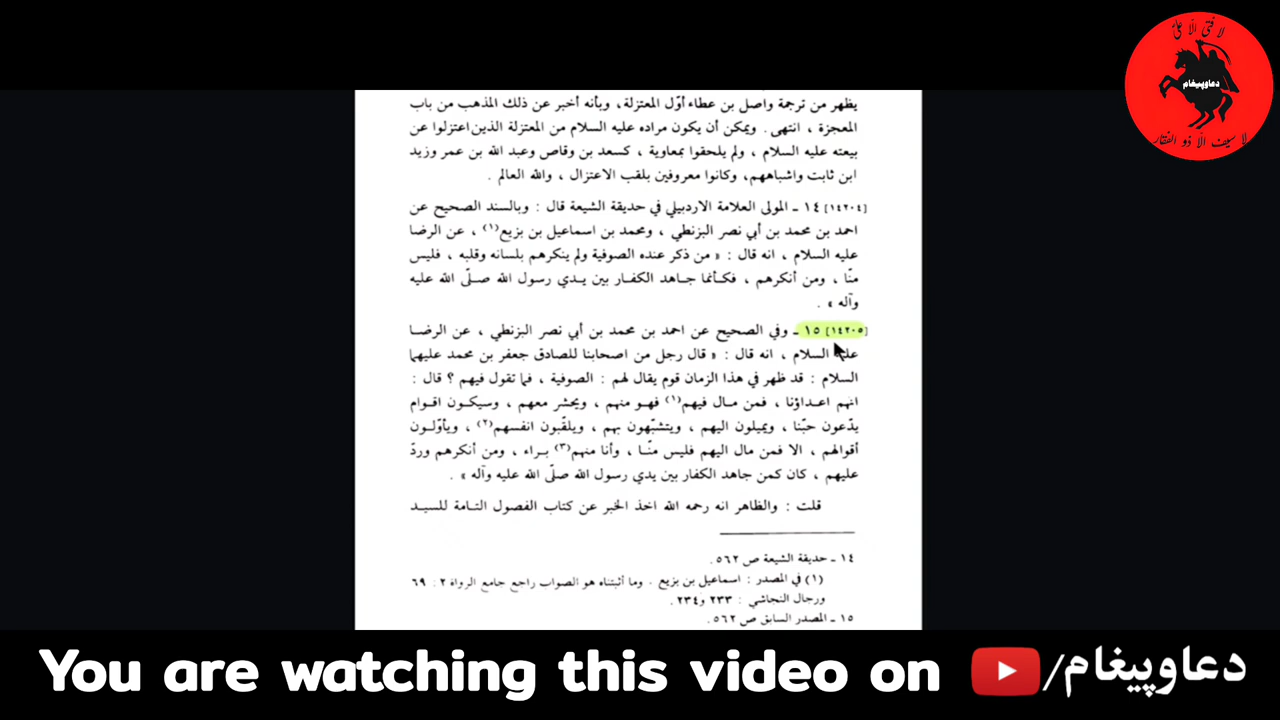 لا فتى الا علي
دعاوپیغام
لا سيف الا ذو الفقار
يظهر من ترجمة واصل بن عطاء أوّل المعتزلة، وبأنه أخبر عن ذلك المذهب من باب
المعجزة ، انتهى . ويمكن أن يكون مراده عليه السلام من المعتزلة الذين اعتزلوا عن
بيعته عليه السلام ، ولم يلحقوا بمعاوية ، كسعد بن وقاص وعبد الله بن عمر وزيد
ابن ثابت واشباههم، وكانوا معروفين بلقب الاعتزال ، والله العالم .
[١٤٢٠٤] ١٤ ـ المولى العلامة الاردبيلي في حديقة الشيعة قال : وبالسند الصحيح عن
احمد بن محمد بن أبي نصر البزنطي ، ومحمد بن اسماعيل بن بزيع(١) ، عن الرضا
عليه السلام ، انه قال : « من ذكر عنده الصوفية ولم ينكرهم بلسانه وقلبه ، فليس
منّا ، ومن أنكرهم ، فكأنما جاهد الكفار بين يدي رسول الله صلّى الله عليه
وآله » .
[١٤٢٠٥] ١٥ ـ وفي الصحيح عن احمد بن محمد بن أبي نصر البزنطي ، عن الرضا
عليه السلام ، انه قال : « قال رجل من اصحابنا للصادق جعفر بن محمد عليهما
السلام : قد ظهر في هذا الزمان قوم يقال لهم : الصوفية ، فما تقول فيهم ؟ قال :
انهم اعداؤنا ، فمن مال فيهم(١) فهو منهم ، ويحشر معهم ، وسيكون اقوام
يدّعون حبّنا ، ويميلون اليهم ، ويتشبّهون بهم ، ويلقّبون انفسهم(٢) ، ويأوّلون
أقوالهم ، الا فمن مال اليهم فليس منّا ، وأنا منهم(٣) براء ، ومن أنكرهم وردّ
عليهم ، كان كمن جاهد الكفار بين يدي رسول الله صلّى الله عليه وآله » .
قلت : والظاهر انه رحمه الله اخذ الخبر عن كتاب الفصول التامة للسيد
١٤ ـ حديقة الشيعة ص ٥٦٢ .
(١) في المصدر : اسماعيل بن بزيع . وما أثبتناه هو الصواب راجع جامع الرواة ٢ : ٦٩
ورجال النجاشي : ٢٣٣ و٢٣٤ .
١٥ ـ المصدر السابق ص ٥٦٢ .
You are watching this video on /دعاوپیغام